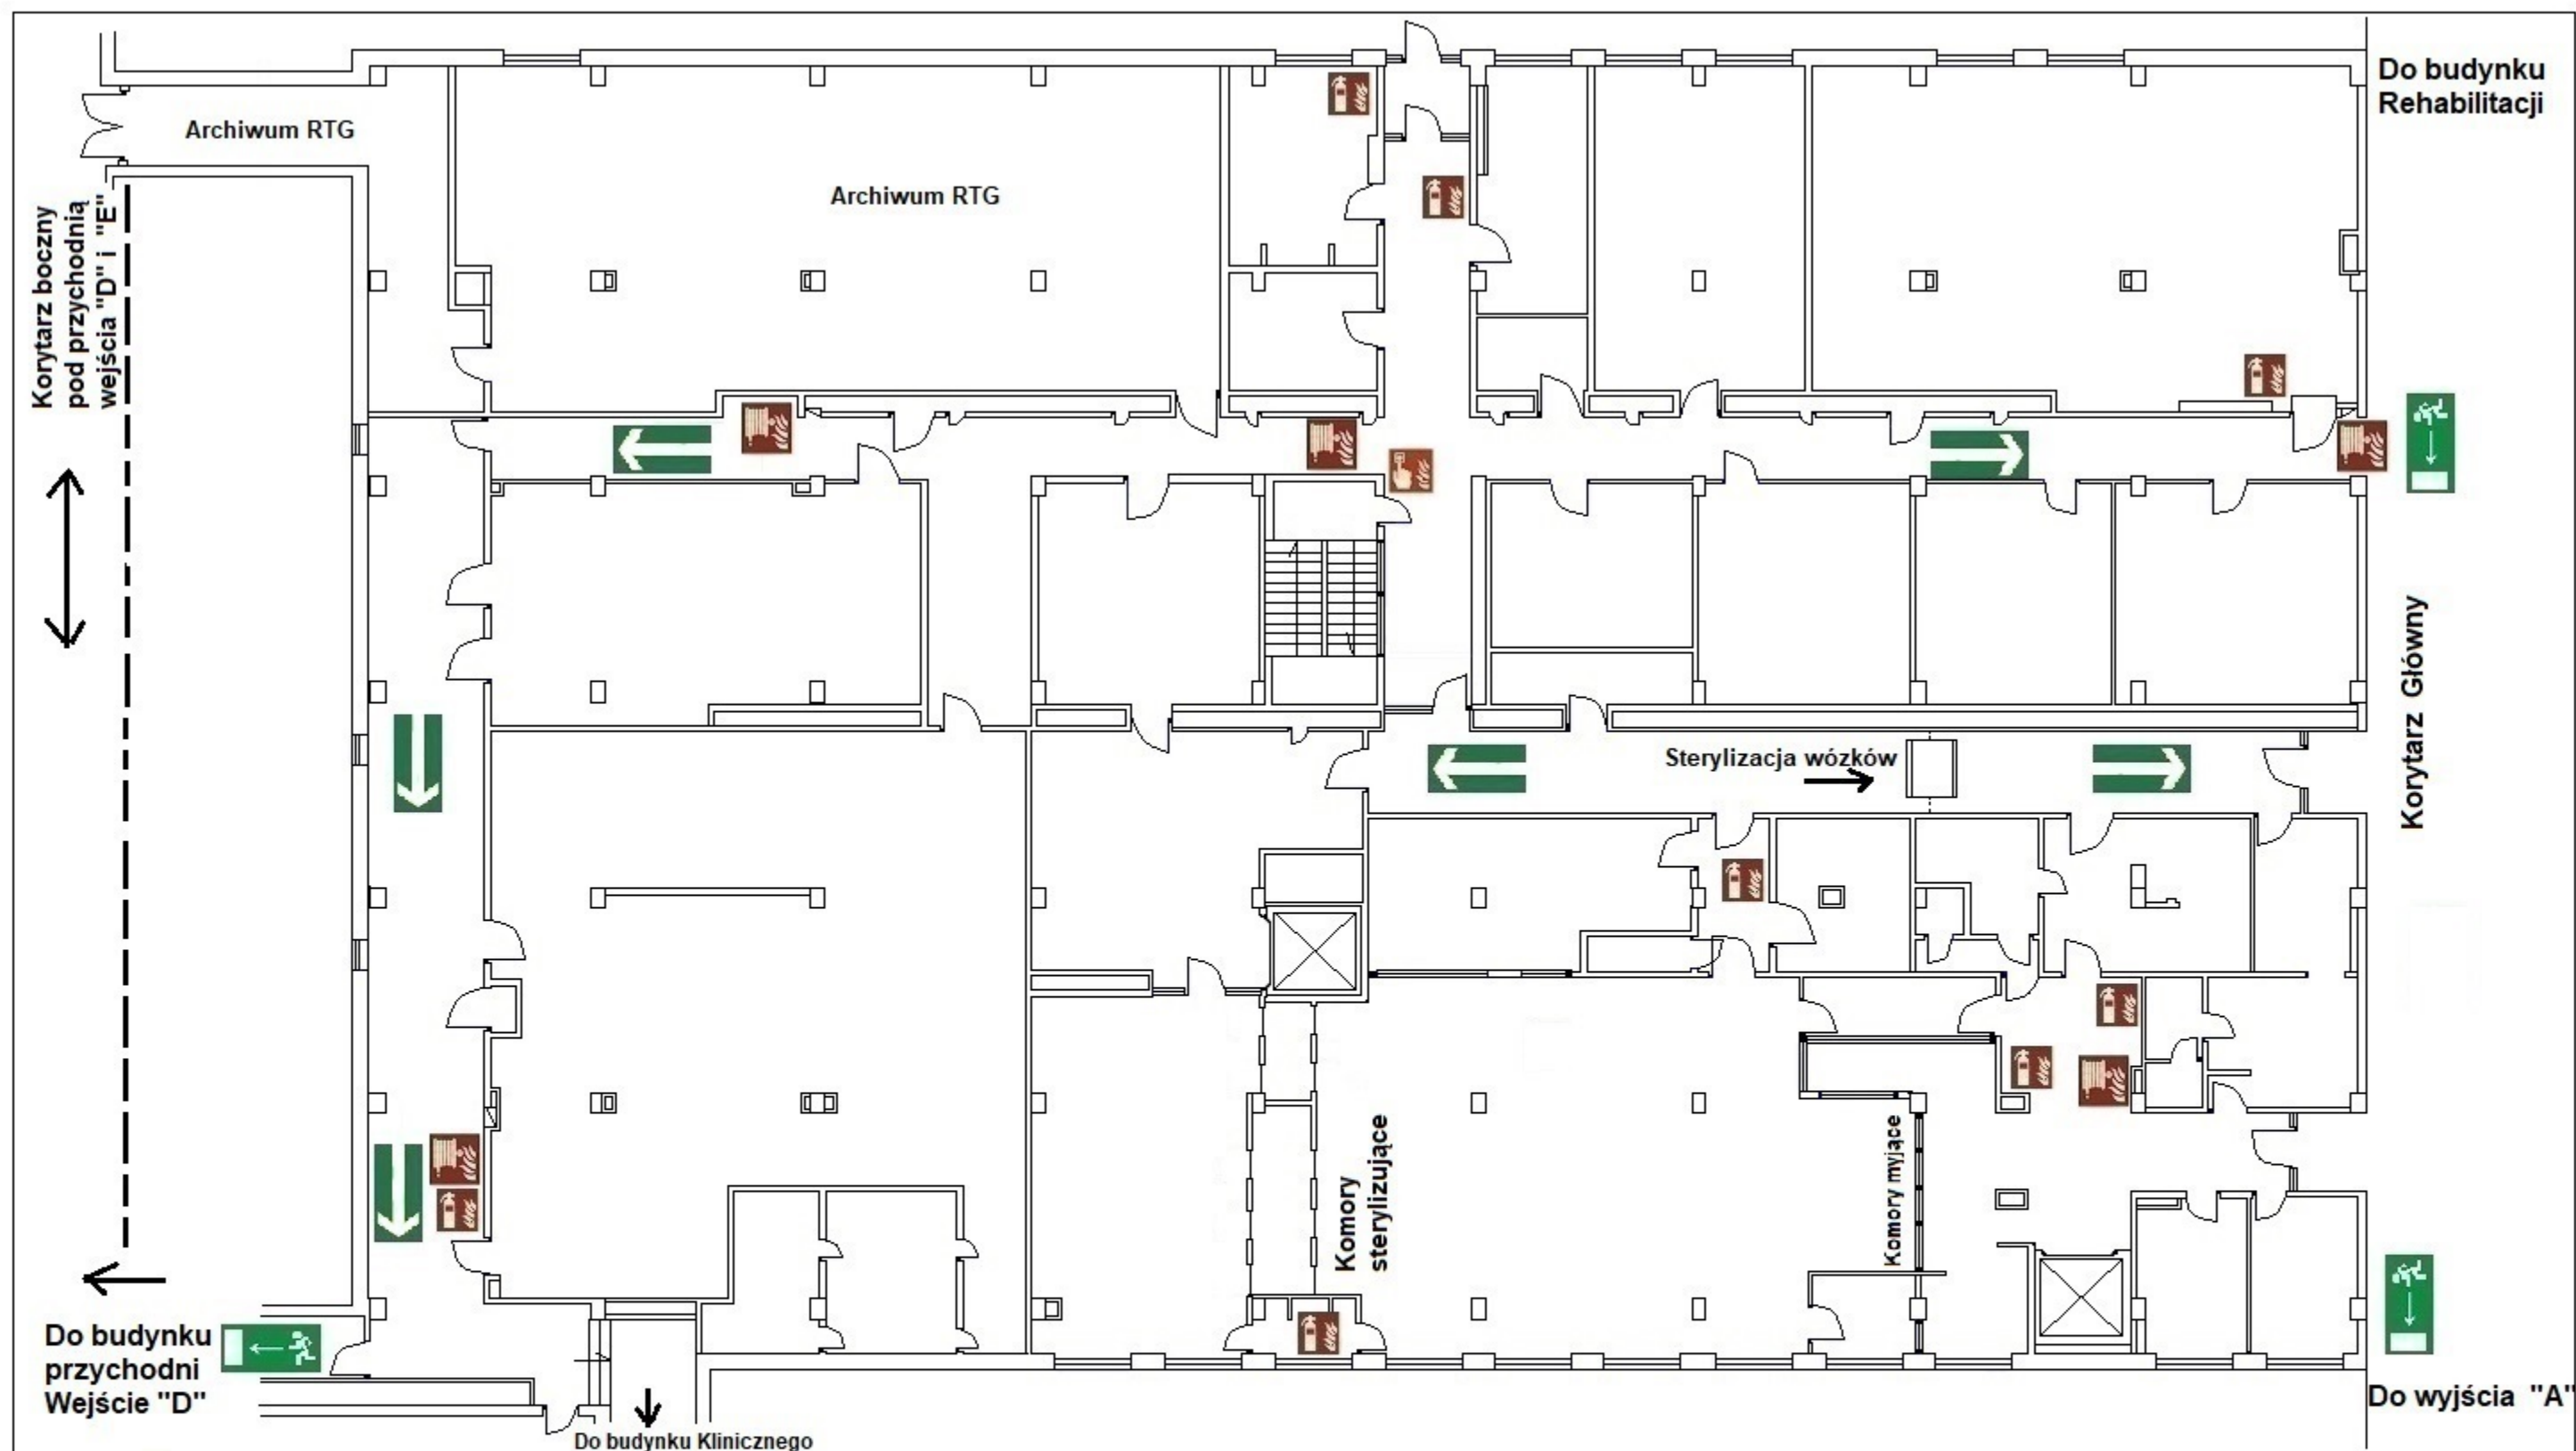 Do budynku
Rehabilitacji
Archiwum RTG
Archiwum RTG
Korytarz boczny
pod przychodnią
wejścia "D" i "E"
Korytarz Główny
Sterylizacja wózków
Komory
sterylizujące
Komory myjące
Do budynku
przychodni
Wejście "D"
Do wyjścia "A"
Do budynku Klinicznego